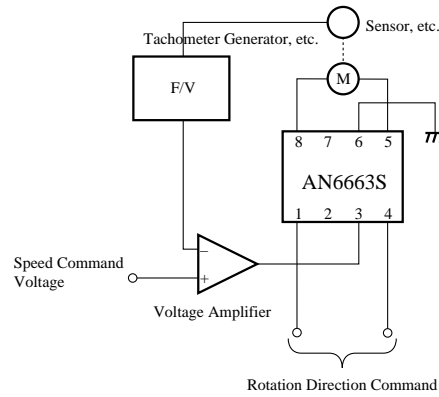 Tachometer Generator, etc.
Sensor, etc.
F/V
M
8 7 6 5
AN6663S
1 2 3 4
−
+
Speed Command
Voltage
Voltage Amplifier
Rotation Direction Command